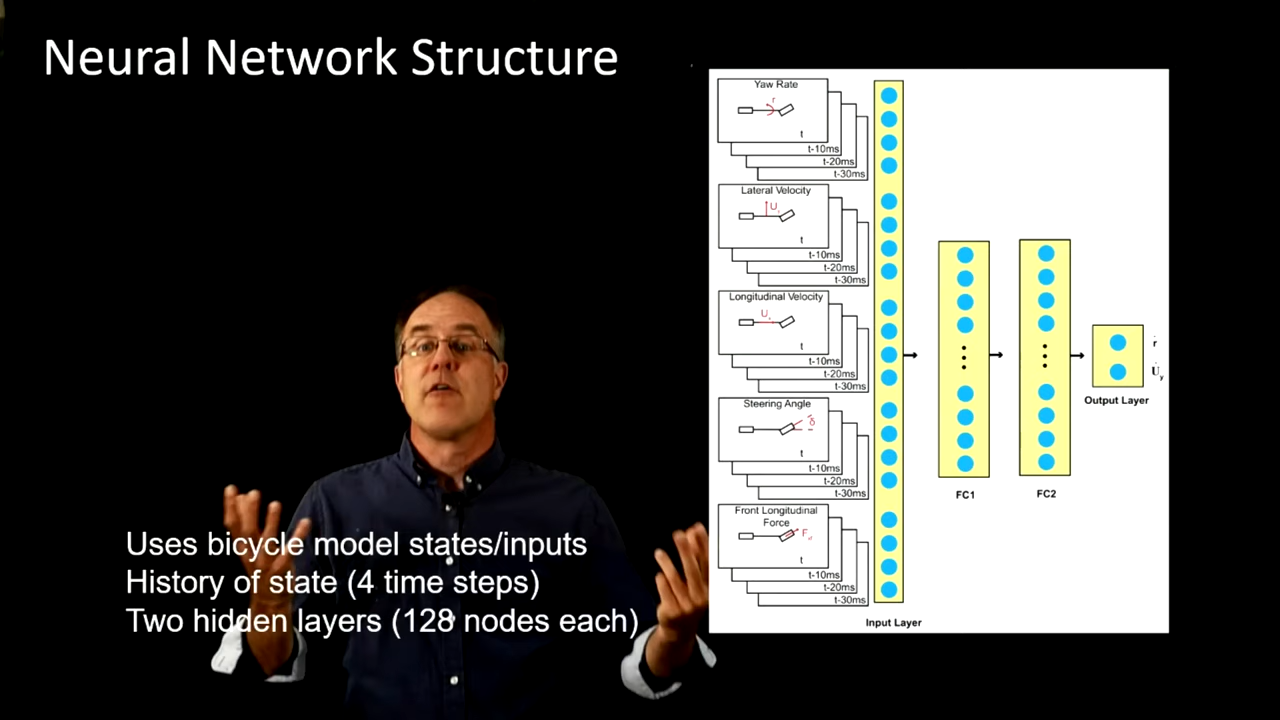 Neural Network Structure
Yaw Rate
r
t
t-10ms
t-20ms
t-30ms
Lateral Velocity
U
t
t-10ms
t-20ms
t-30ms
Longitudinal Velocity
U
t
t-10ms
t-20ms
t-30ms
Steering Angle
δ
t
t-10ms
t-20ms
t-30ms
Front Longitudinal
Force
F
t
t-10ms
t-20ms
t-30ms
Input Layer
FC1
FC2
ṙ
U̇y
Output Layer
Uses bicycle model states/inputs
History of state (4 time steps)
Two hidden layers (128 nodes each)